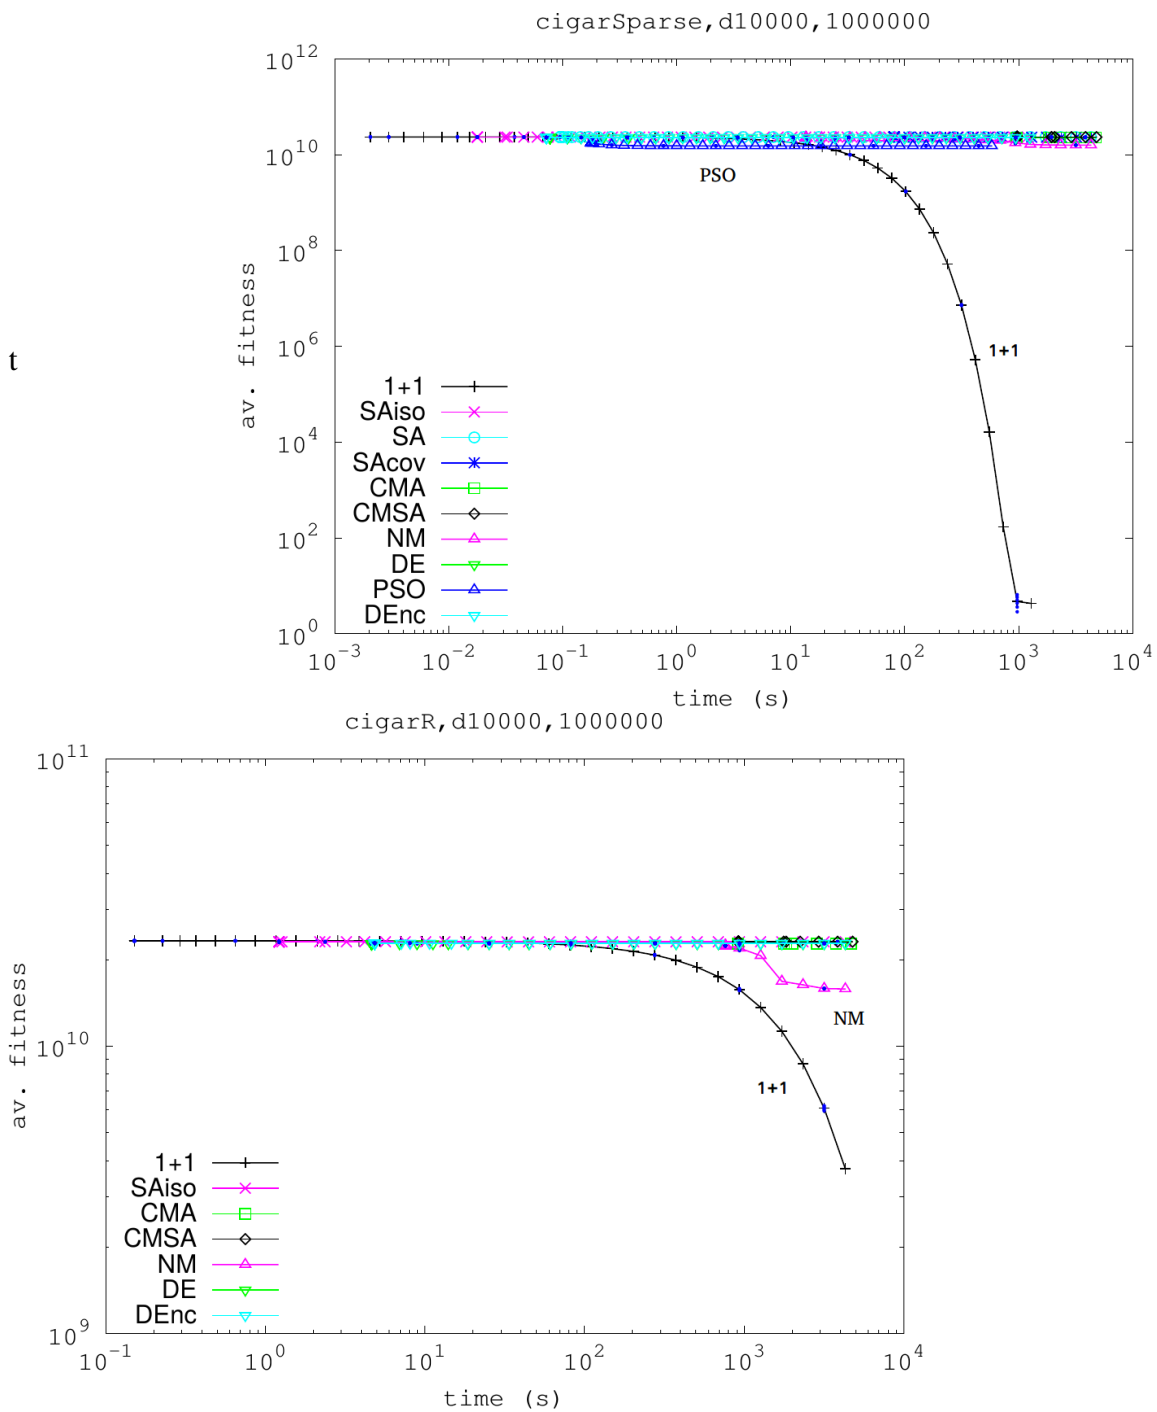 cigarSparse,d10000,1000000
10^12
10^10
10^8
10^6
10^4
10^2
10^0
av. fitness
t
PSO
1+1
1+1
SAiso
SA
SAcov
CMA
CMSA
NM
DE
PSO
DEnc
10^-3 10^-2 10^-1 10^0 10^1 10^2 10^3 10^4
time (s)
cigarR,d10000,1000000
10^11
10^10
10^9
av. fitness
NM
1+1
1+1
SAiso
CMA
CMSA
NM
DE
DEnc
10^-1 10^0 10^1 10^2 10^3 10^4
time (s)